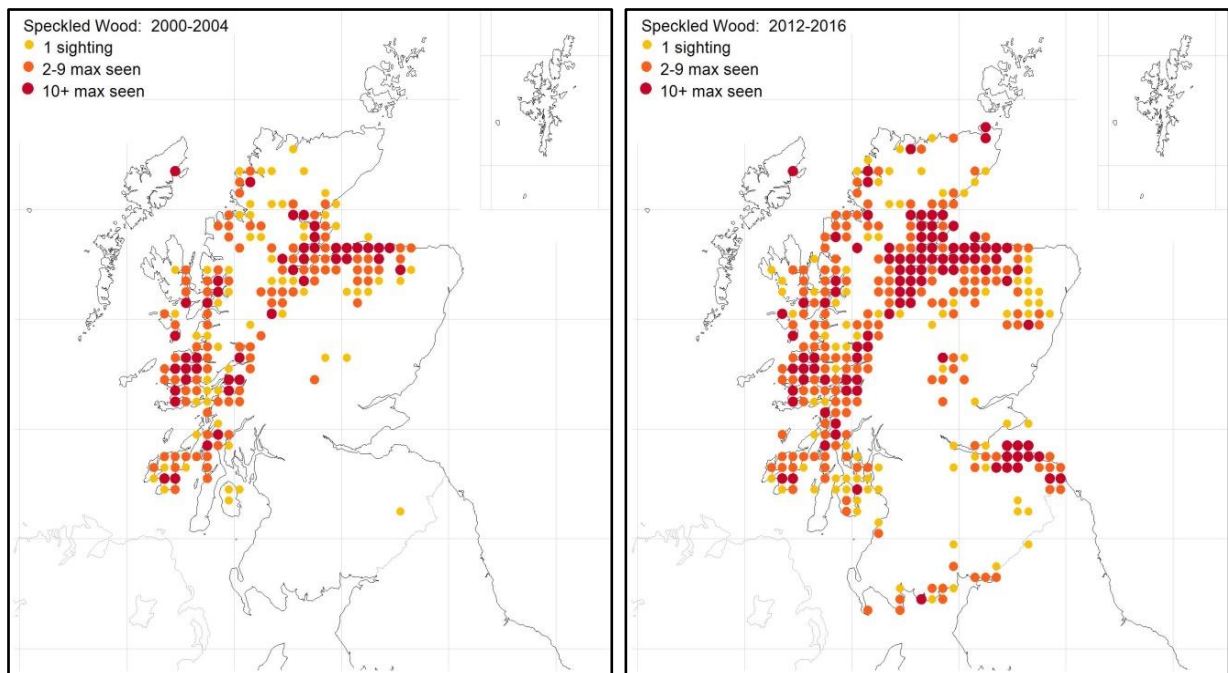 Speckled Wood: 2000-2004
1 sighting
2-9 max seen
10+ max seen
Speckled Wood: 2012-2016
1 sighting
2-9 max seen
10+ max seen